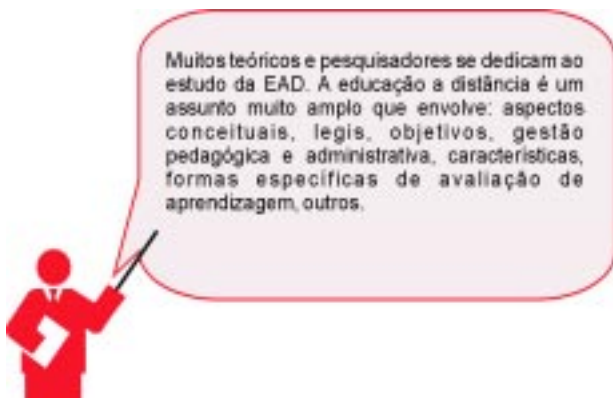 Muitos teóricos e pesquisadores se dedicam ao
estudo da EAD. A educação a distância é um
assunto muito amplo que envolve: aspectos
conceituais, legis, objetivos, gestão
pedagógica e administrativa, características,
formas específicas de avaliação de
aprendizagem, outros.